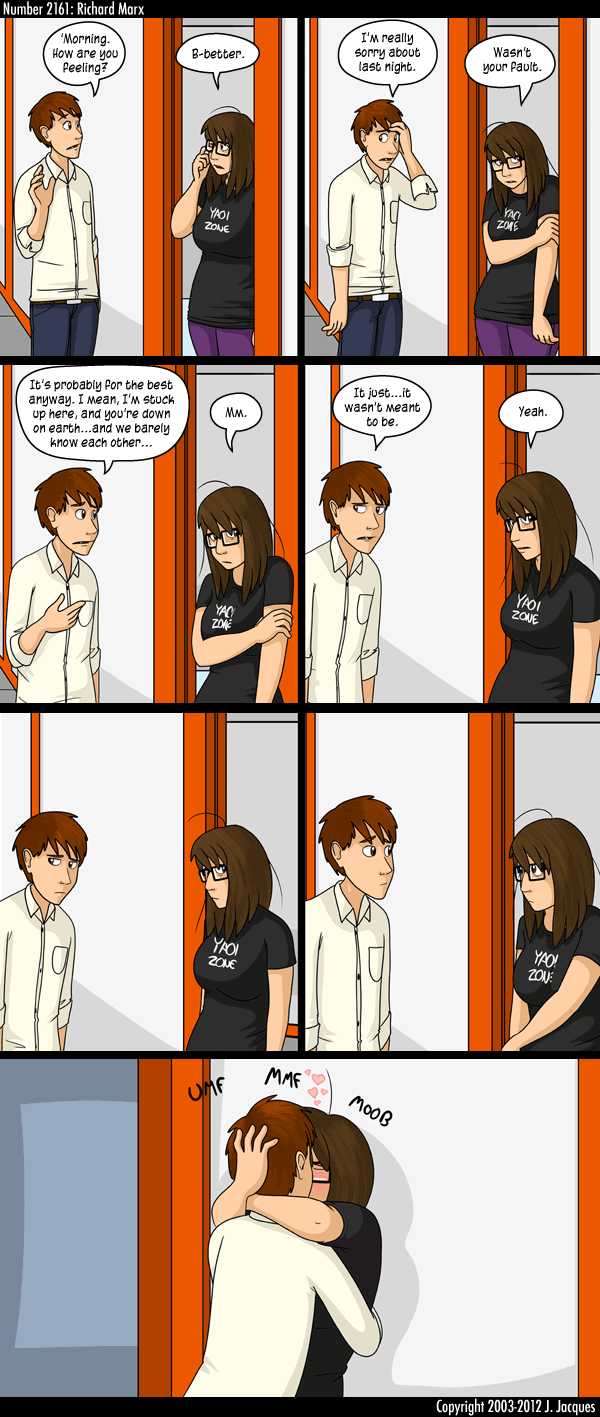 Number 2161: Richard Marx
'Morning.
How are you
feeling?
B-better.
YAOI
ZONE
I'm really
sorry about
last night.
Wasn't
your fault.
YAOI
ZONE
It's probably for the best
anyway. I mean, I'm stuck
up here, and you're down
on earth...and we barely
know each other...
Mm.
YAOI
ZONE
It just...it
wasn't meant
to be.
Yeah.
YAOI
ZONE
YAOI
ZONE
YAOI
ZONE
UMF
MMF
MOOB
Copyright 2003-2012 J. Jacques